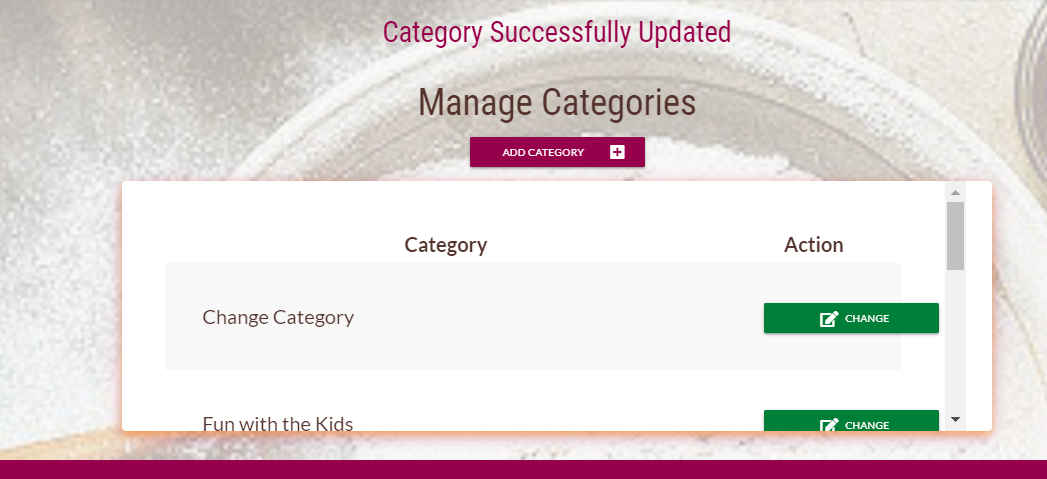 Category Successfully Updated
Manage Categories
ADD CATEGORY
Category Action
Change Category CHANGE
Fun with the Kids CHANGE